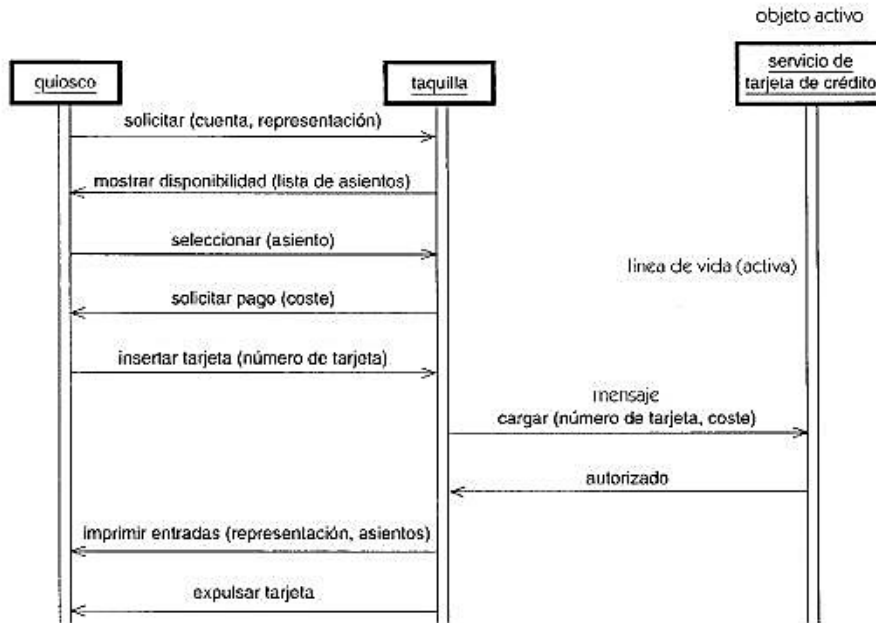 objeto activo
quiosco
taquilla
servicio de
tarjeta de crédito
solicitar (cuenta, representación)
mostrar disponibilidad (lista de asientos)
seleccionar (asiento)
línea de vida (activa)
solicitar pago (coste)
insertar tarjeta (número de tarjeta)
mensaje
cargar (número de tarjeta, coste)
autorizado
imprimir entradas (representación, asientos)
expulsar tarjeta